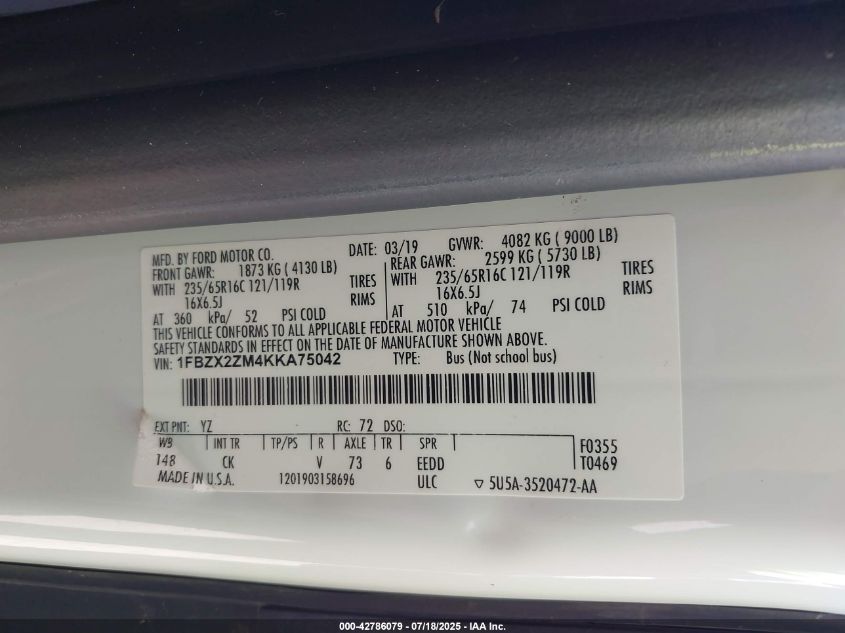 MFD. BY FORD MOTOR CO. DATE: 03/19 GVWR: 4082 KG ( 9000 LB)
FRONT GAWR: 1873 KG ( 4130 LB) REAR GAWR: 2599 KG ( 5730 LB)
WITH 235/65R16C 121/119R TIRES WITH 235/65R16C 121/119R TIRES
16X6.5J RIMS 16X6.5J RIMS
AT 360 kPa/ 52 PSI COLD AT 510 kPa/ 74 PSI COLD
THIS VEHICLE CONFORMS TO ALL APPLICABLE FEDERAL MOTOR VEHICLE
SAFETY STANDARDS IN EFFECT ON THE DATE OF MANUFACTURE SHOWN ABOVE.
VIN: 1FBZX2ZM4KKA75042 TYPE: Bus (Not school bus)
EXT PNT: YZ RC: 72 DSO:
WB INT TR TP/PS R AXLE TR SPR F0355
148 CK V 73 6 EEDD T0469
MADE IN U.S.A. 1201903158696 ULC ▽ 5U5A-3520472-AA
000-42786079 - 07/18/2025 - IAA Inc.